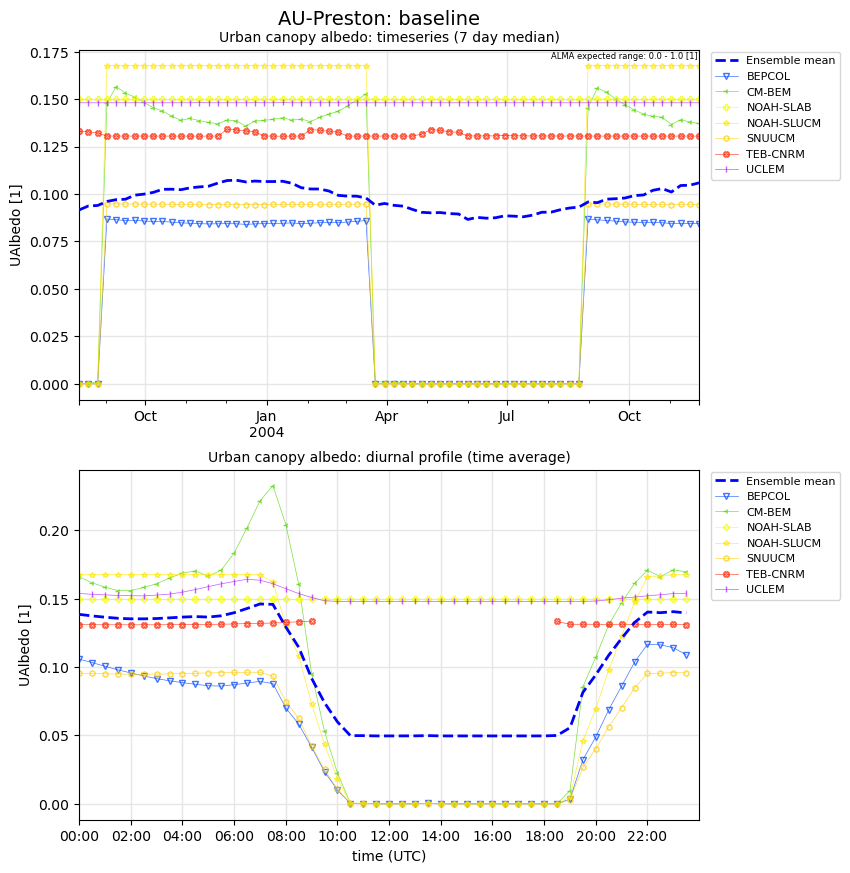 AU-Preston: baseline
Urban canopy albedo: timeseries (7 day median)
ALMA expected range: 0.0 - 1.0 [1]
0.175
0.150
0.125
0.100
0.075
0.050
0.025
0.000
UAlbedo [1]
Oct
Jan
2004
Apr
Jul
Oct
Ensemble mean
BEPCOL
CM-BEM
NOAH-SLAB
NOAH-SLUCM
SNUUCM
TEB-CNRM
UCLEM
Urban canopy albedo: diurnal profile (time average)
0.20
0.15
0.10
0.05
0.00
UAlbedo [1]
00:00
02:00
04:00
06:00
08:00
10:00
12:00
14:00
16:00
18:00
20:00
22:00
time (UTC)
Ensemble mean
BEPCOL
CM-BEM
NOAH-SLAB
NOAH-SLUCM
SNUUCM
TEB-CNRM
UCLEM